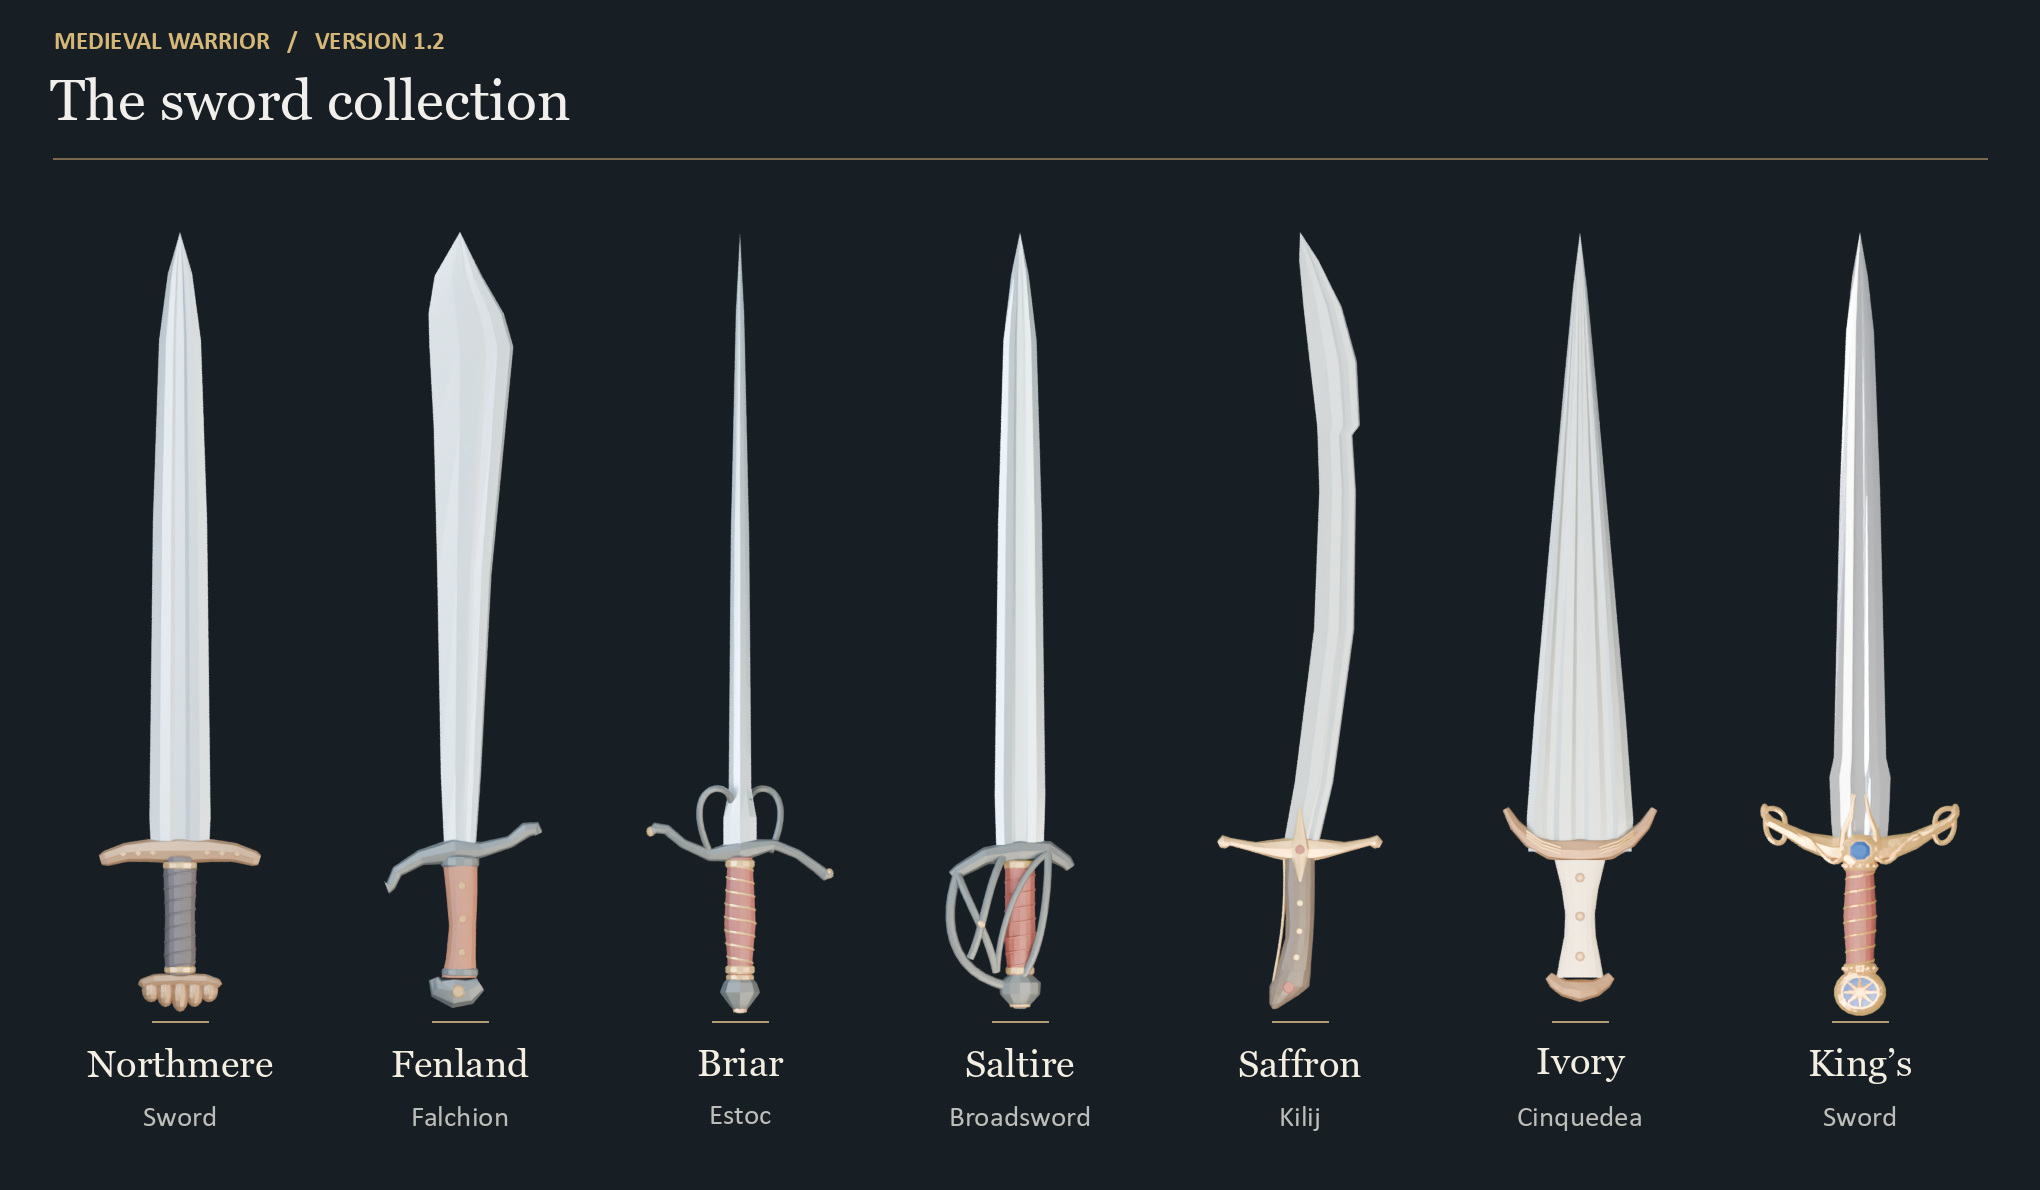 MEDIEVAL WARRIOR / VERSION 1.2
The sword collection
Northmere
Sword
Fenland
Falchion
Briar
Estoc
Saltire
Broadsword
Saffron
Kilij
Ivory
Cinquedea
King’s
Sword